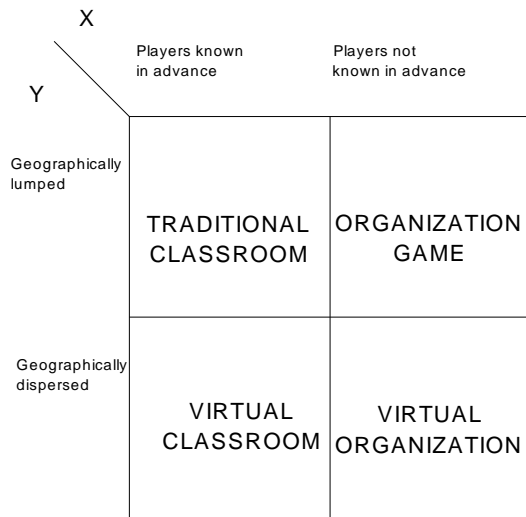 X
Players known
in advance
Players not
known in advance
Y
Geographically
lumped
TRADITIONAL
CLASSROOM
ORGANIZATION
GAME
Geographically
dispersed
VIRTUAL
CLASSROOM
VIRTUAL
ORGANIZATION